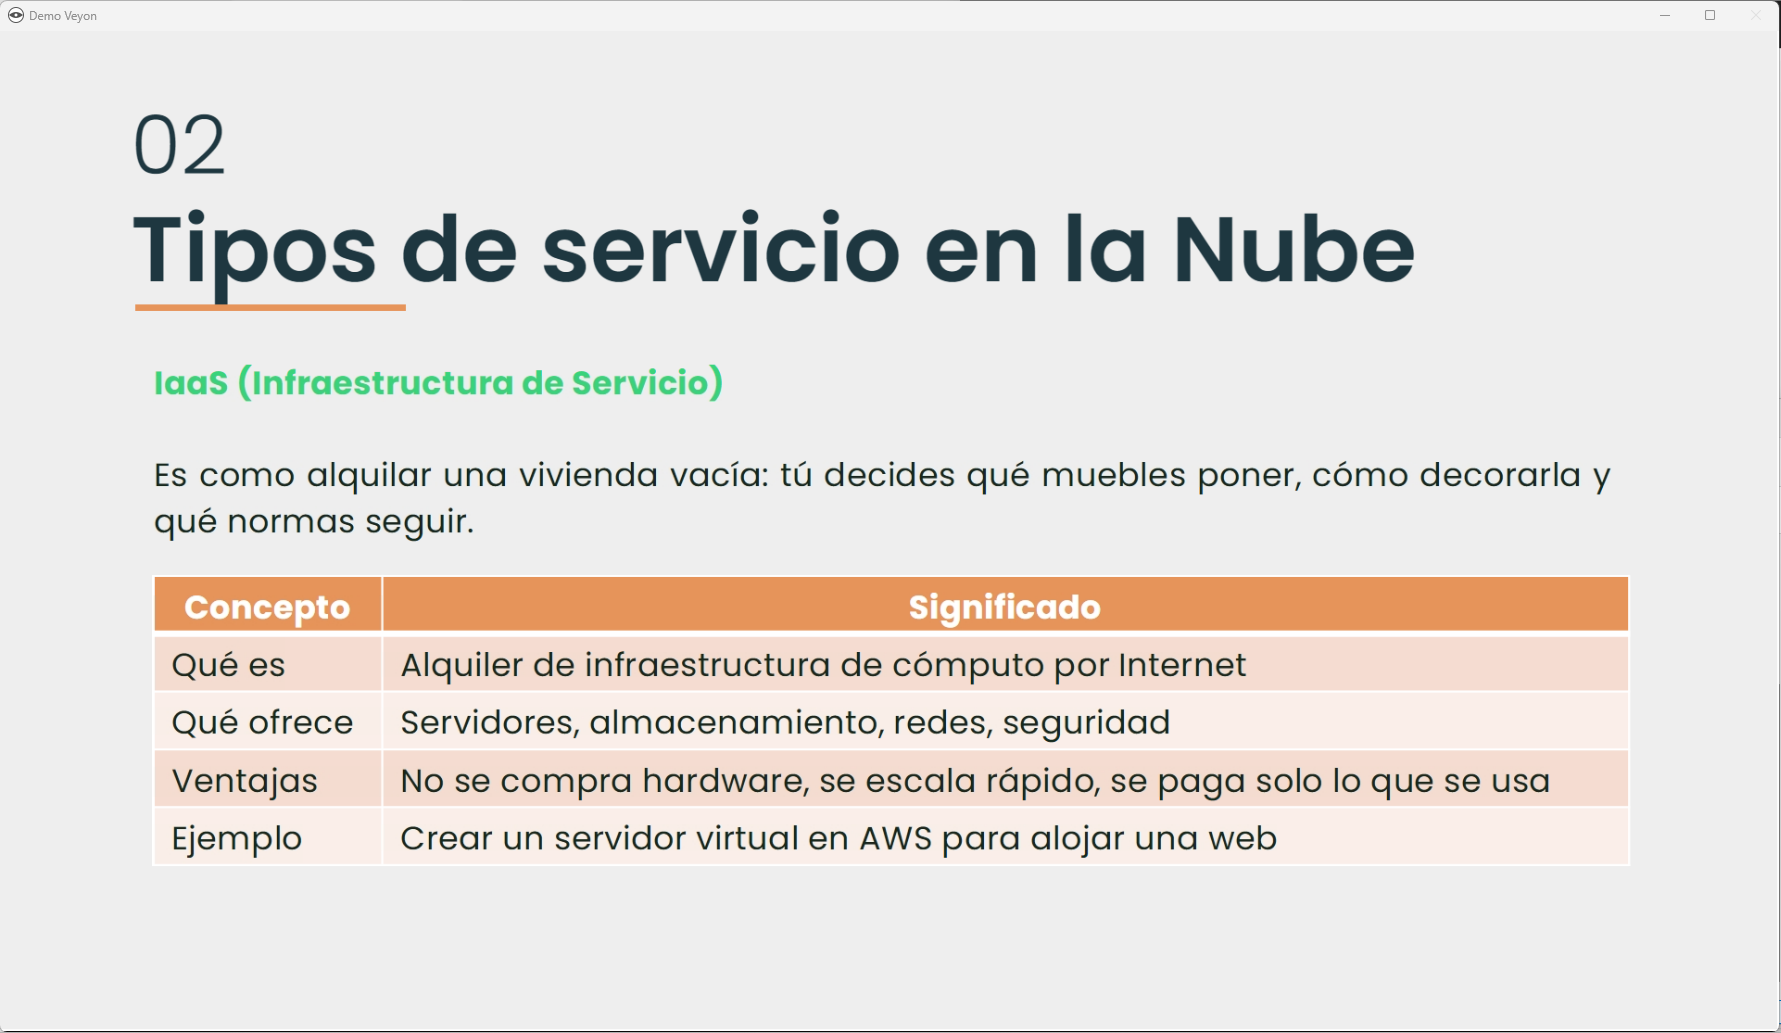 Demo Veyon
02
Tipos de servicio en la Nube
IaaS (Infraestructura de Servicio)
Es como alquilar una vivienda vacía: tú decides qué muebles poner, cómo decorarla y
qué normas seguir.
Concepto Significado
Qué es Alquiler de infraestructura de cómputo por Internet
Qué ofrece Servidores, almacenamiento, redes, seguridad
Ventajas No se compra hardware, se escala rápido, se paga solo lo que se usa
Ejemplo Crear un servidor virtual en AWS para alojar una web